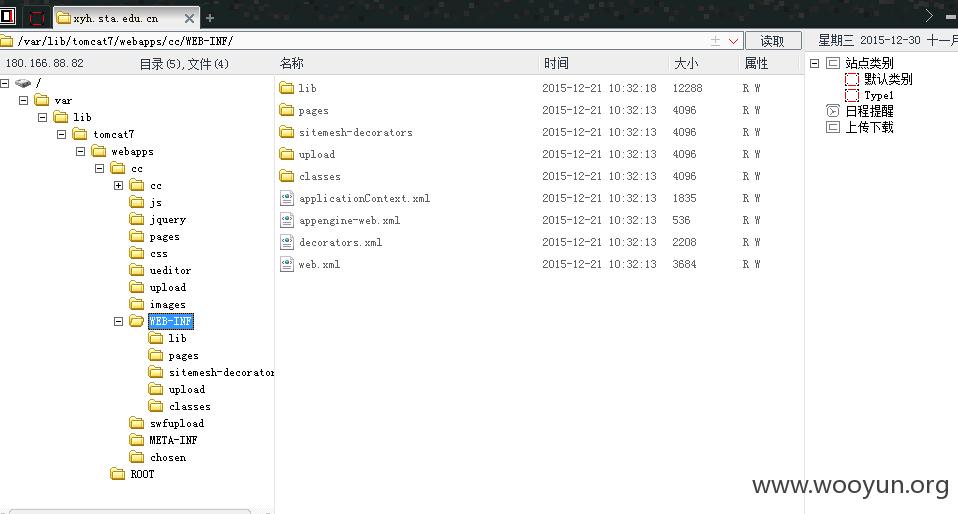 xyh.sta.edu.cn
/var/lib/tomcat7/webapps/cc/WEB-INF/ 读取 星期三 2015-12-30 十一月
180.166.88.82 目录(5),文件(4) 名称 时间 大小 属性
/
var
lib
tomcat7
webapps
cc
cc
js
jquery
pages
css
ueditor
upload
images
WEB-INF
lib
pages
sitemesh-decorator
upload
classes
swfupload
META-INF
chosen
ROOT
lib 2015-12-21 10:32:18 12288 R W
pages 2015-12-21 10:32:13 4096 R W
sitemesh-decorators 2015-12-21 10:32:13 4096 R W
upload 2015-12-21 10:32:13 4096 R W
classes 2015-12-21 10:32:13 4096 R W
applicationContext.xml 2015-12-21 10:32:13 1835 R W
appengine-web.xml 2015-12-21 10:32:13 536 R W
decorators.xml 2015-12-21 10:32:13 2208 R W
web.xml 2015-12-21 10:32:13 3684 R W
站点类别
默认类别
Type1
日程提醒
上传下载
www.wooyun.org